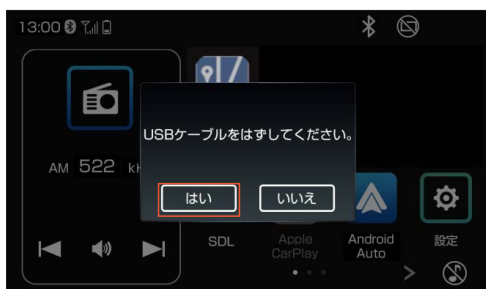 13:00
USBケーブルをはずしてください。
AM 522 kH
はい
いいえ
SDL
Apple CarPlay
Android Auto
設定